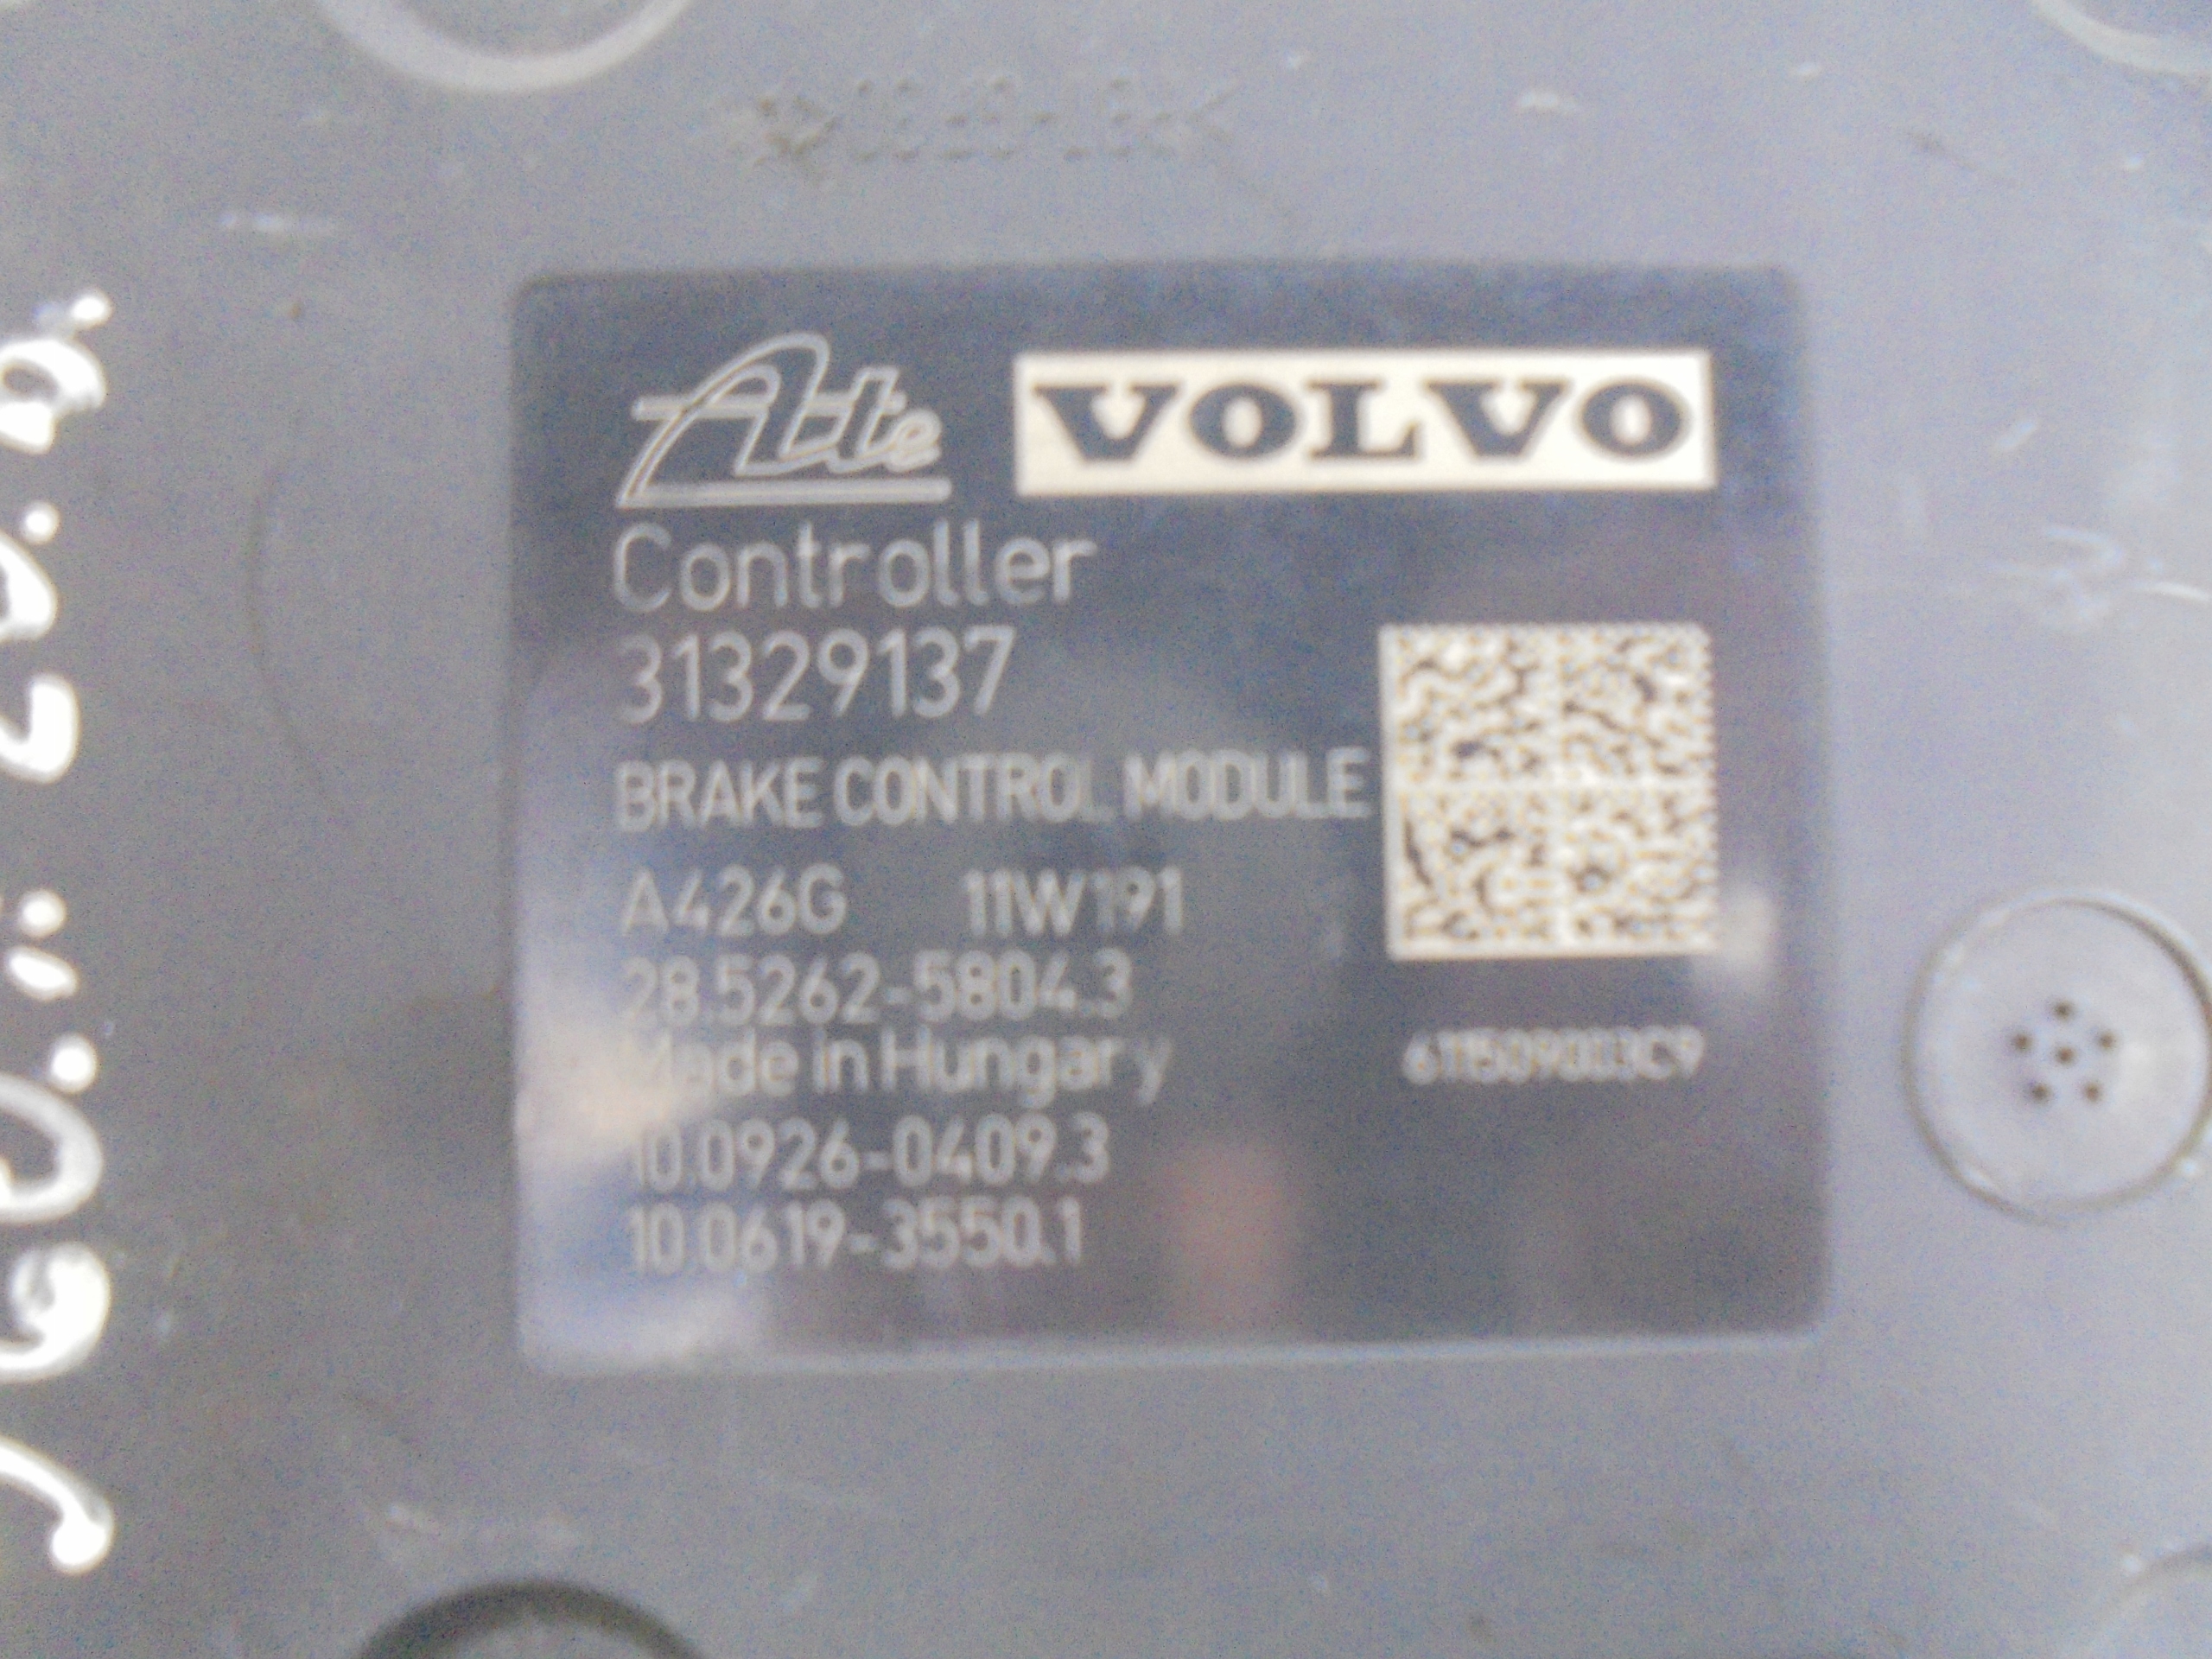 Ate VOLVO
Controller
31329137
BRAKE CONTROL MODULE
A426G 11W191
28.5262-5804.3
Made in Hungary
10.0926-0409.3
10.0619-3550.1